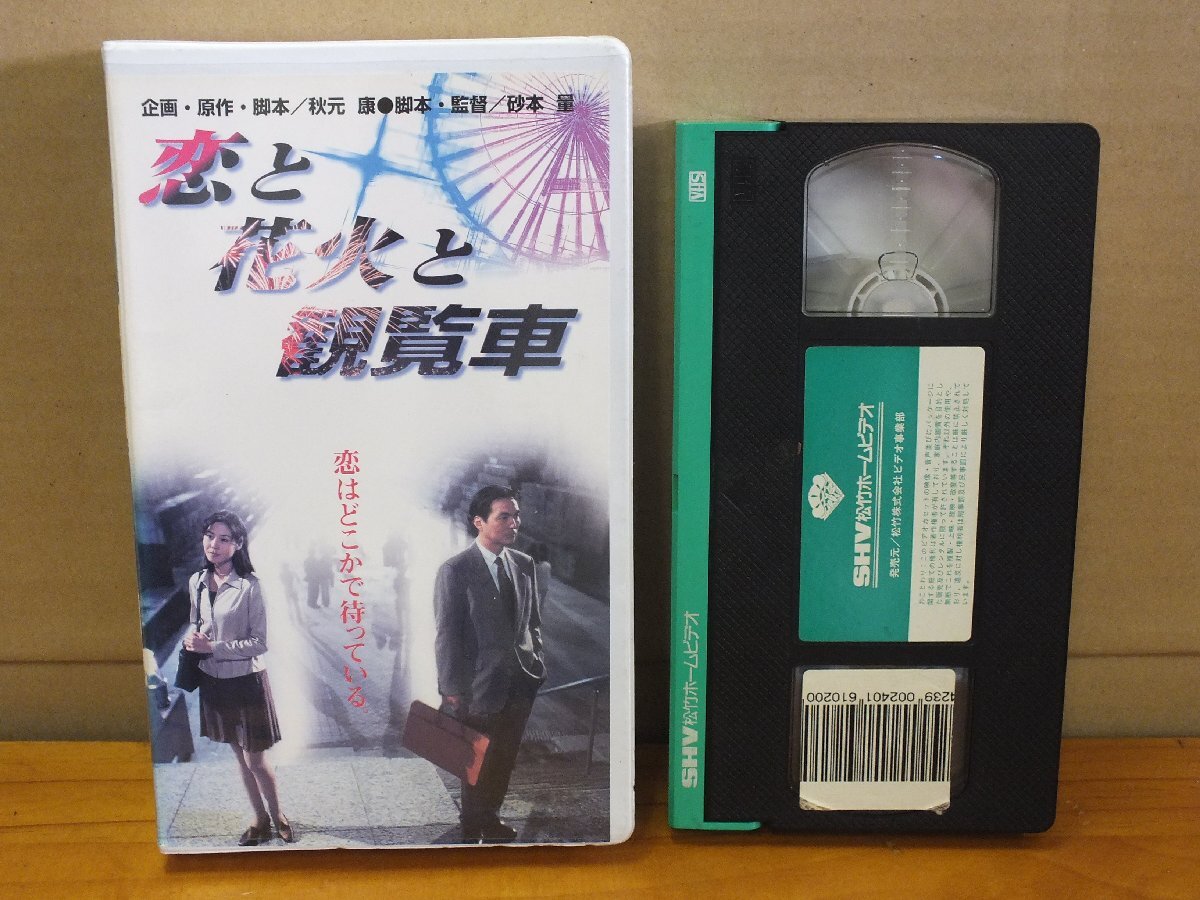 企画・原作・脚本／秋元 康●脚本・監督／砂本 量
恋と
花火と
観覧車
恋はどこかで待っている
VHS
SHV松竹ホームビデオ
SHV松竹ホームビデオ
発売元／松竹株式会社ビデオ事業部
4239 002401 610200